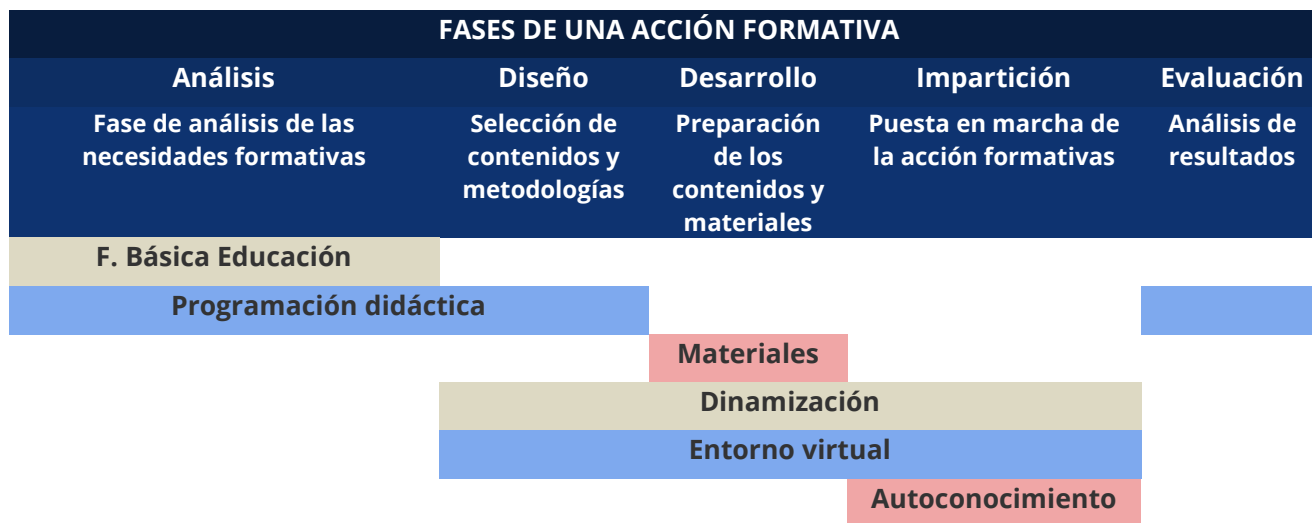 FASES DE UNA ACCIÓN FORMATIVA
Análisis
Diseño
Desarrollo
Impartición
Evaluación
Fase de análisis de las
necesidades formativas
Selección de
contenidos y
metodologías
Preparación
de los
contenidos y
materiales
Puesta en marcha de
la acción formativas
Análisis de
resultados
F. Básica Educación
Programación didáctica
Materiales
Dinamización
Entorno virtual
Autoconocimiento